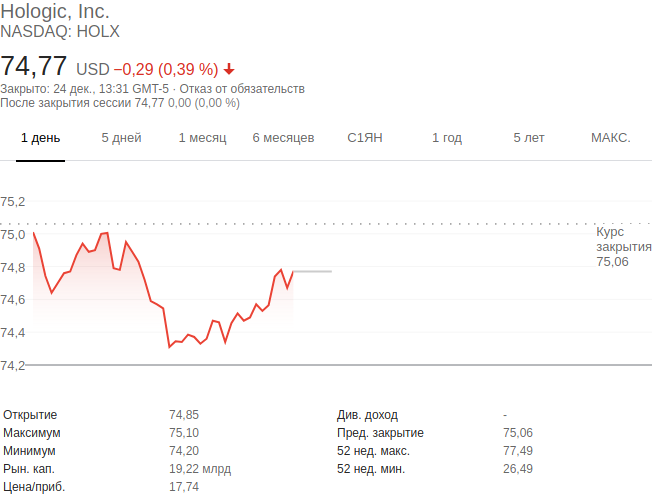 Hologic, Inc.
NASDAQ: HOLX
74,77 USD −0,29 (0,39 %)
Закрыто: 24 дек., 13:31 GMT-5 · Отказ от обязательств
После закрытия сессии 74,77 0,00 (0,00 %)
1 день 5 дней 1 месяц 6 месяцев С1ЯН 1 год 5 лет МАКС.
75,2
75,0
74,8
74,6
74,4
74,2
Курс
закрытия
75,06
Открытие 74,85 Див. доход -
Максимум 75,10 Пред. закрытие 75,06
Минимум 74,20 52 нед. макс. 77,49
Рын. кап. 19,22 млрд 52 нед. мин. 26,49
Цена/приб. 17,74